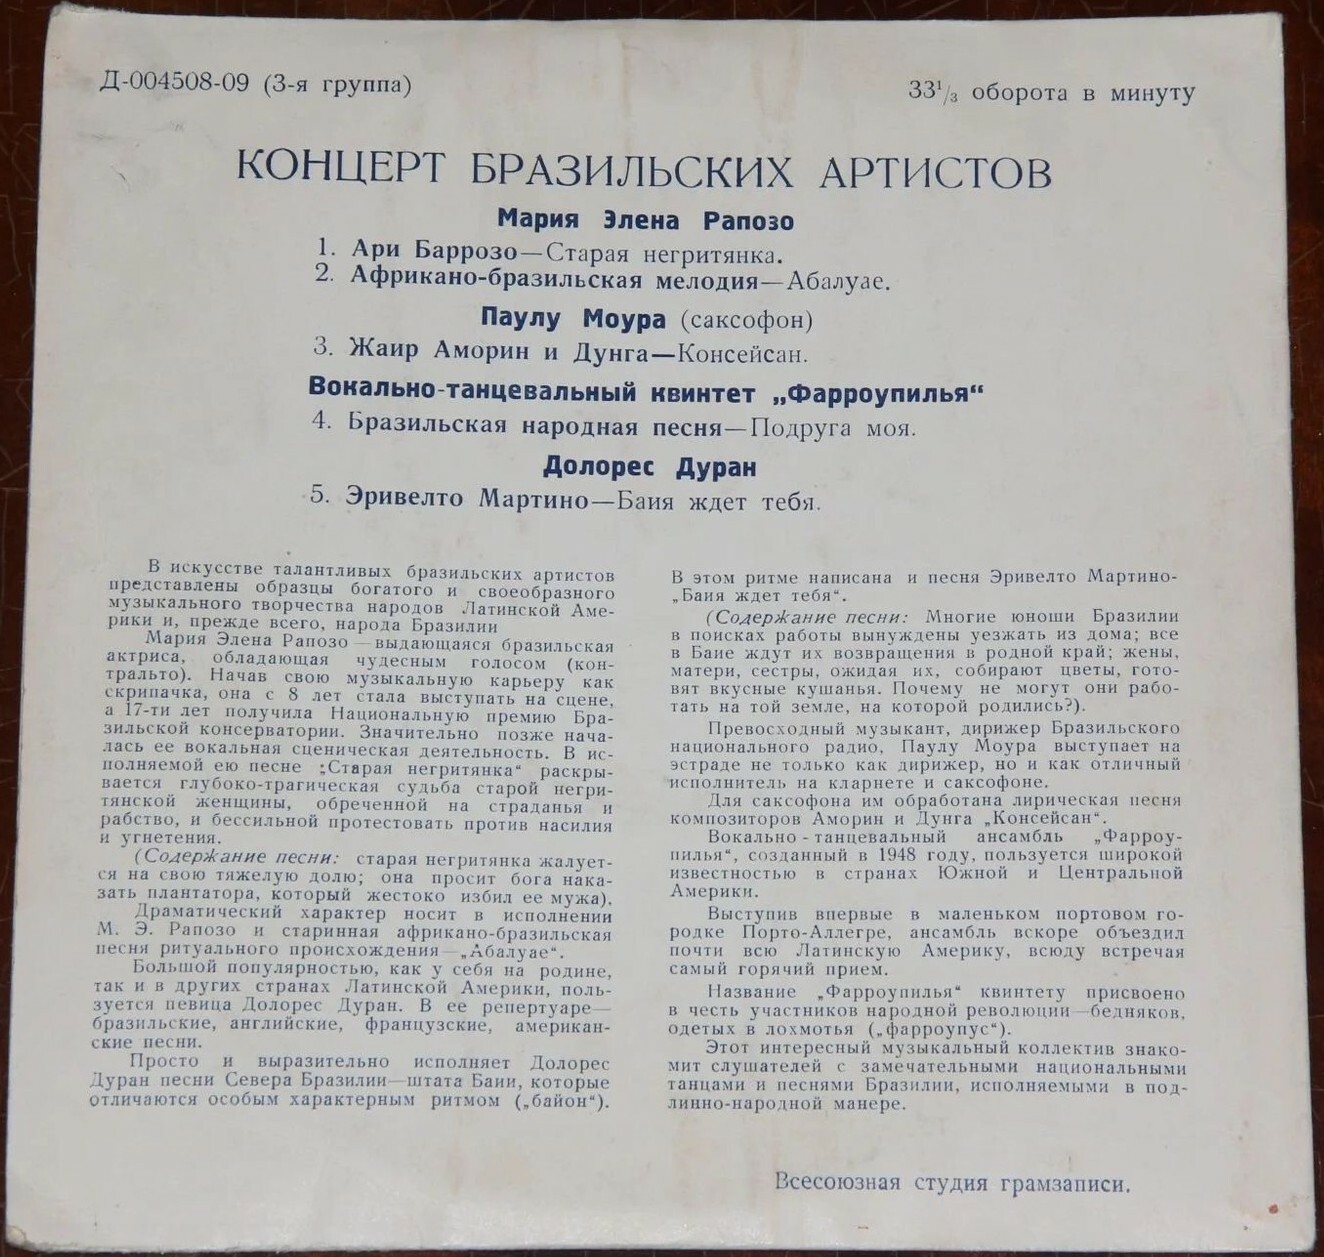 Д-004508-09 (3-я группа)
33¹/₃ оборота в минуту
КОНЦЕРТ БРАЗИЛЬСКИХ АРТИСТОВ
Мария Элена Рапозо
1. Ари Баррозо—Старая негритянка.
2. Африкано-бразильская мелодия—Абалуае.
Паулу Моура (саксофон)
3. Жаир Аморин и Дунга—Консейсан.
Вокально-танцевальный квинтет „Фарроупилья“
4. Бразильская народная песня—Подруга моя.
Долорес Дуран
5. Эривелто Мартино—Баия ждет тебя.
В искусстве талантливых бразильских артистов
представлены образцы богатого и своеобразного
музыкального творчества народов Латинской Аме-
рики и, прежде всего, народа Бразилии
Мария Элена Рапозо—выдающаяся бразильская
актриса, обладающая чудесным голосом (кон-
тральто). Начав свою музыкальную карьеру как
скрипачка, она с 8 лет стала выступать на сцене,
а 17-ти лет получила Национальную премию Бра-
зильской консерватории. Значительно позже нача-
лась ее вокальная сценическая деятельность. В ис-
полняемой ею песне „Старая негритянка“ раскры-
вается глубоко-трагическая судьба старой негри-
тянской женщины, обреченной на страданья и
рабство, и бессильной протестовать против насилия
и угнетения.
(Содержание песни: старая негритянка жалует-
ся на свою тяжелую долю; она просит бога нака-
зать плантатора, который жестоко избил ее мужа).
Драматический характер носит в исполнении
М. Э. Рапозо и старинная африкано-бразильская
песня ритуального происхождения—„Абалуае“.
Большой популярностью, как у себя на родине,
так и в других странах Латинской Америки, поль-
зуется певица Долорес Дуран. В ее репертуаре—
бразильские, английские, французские, американ-
ские песни.
Просто и выразительно исполняет Долорес
Дуран песни Севера Бразилии—штата Баии, которые
отличаются особым характерным ритмом („байон“).
В этом ритме написана и песня Эривелто Мартино-
„Баия ждет тебя“.
(Содержание песни: Многие юноши Бразилии
в поисках работы вынуждены уезжать из дома; все
в Баие ждут их возвращения в родной край; жены,
матери, сестры, ожидая их, собирают цветы, гото-
вят вкусные кушанья. Почему не могут они рабо-
тать на той земле, на которой родились?).
Превосходный музыкант, дирижер Бразильского
национального радио, Паулу Моура выступает на
эстраде не только как дирижер, но и как отличный
исполнитель на кларнете и саксофоне.
Для саксофона им обработана лирическая песня
композиторов Аморин и Дунга „Консейсан“.
Вокально-танцевальный ансамбль „Фарроу-
пилья“, созданный в 1948 году, пользуется широкой
известностью в странах Южной и Центральной
Америки.
Выступив впервые в маленьком портовом го-
родке Порто-Аллегре, ансамбль вскоре объездил
почти всю Латинскую Америку, всюду встречая
самый горячий прием.
Название „Фарроупилья“ квинтету присвоено
в честь участников народной революции—бедняков,
одетых в лохмотья („фарроупус“).
Этот интересный музыкальный коллектив знако-
мит слушателей с замечательными национальными
танцами и песнями Бразилии, исполняемыми в под-
линно-народной манере.
Всесоюзная студия грамзаписи.